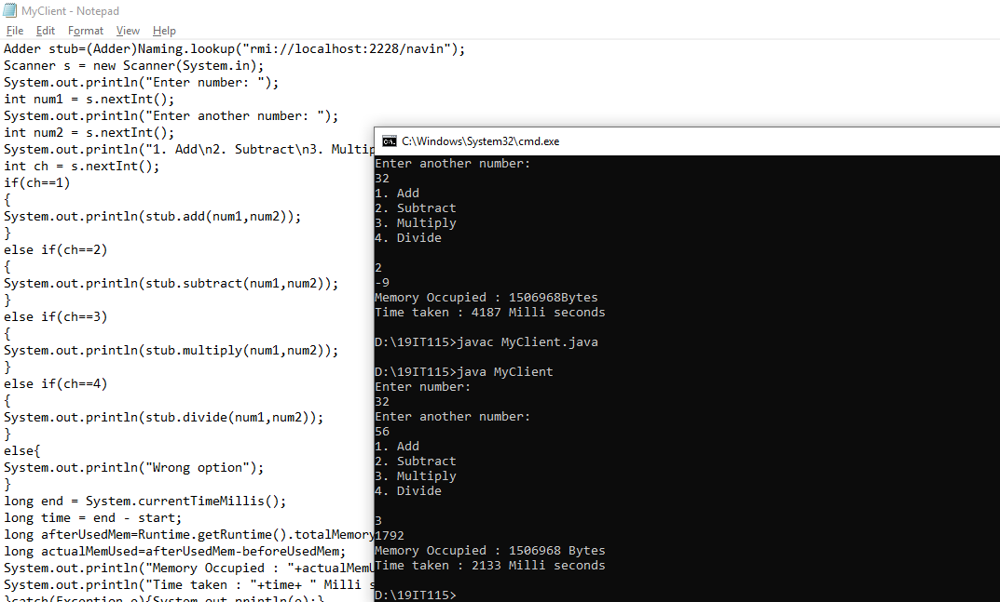 MyClient - Notepad
File Edit Format View Help
Adder stub=(Adder)Naming.lookup("rmi://localhost:2228/navin");
Scanner s = new Scanner(System.in);
System.out.println("Enter number: ");
int num1 = s.nextInt();
System.out.println("Enter another number: ");
int num2 = s.nextInt();
System.out.println("1. Add\n2. Subtract\n3. Multip
int ch = s.nextInt();
if(ch==1)
{
System.out.println(stub.add(num1,num2));
}
else if(ch==2)
{
System.out.println(stub.subtract(num1,num2));
}
else if(ch==3)
{
System.out.println(stub.multiply(num1,num2));
}
else if(ch==4)
{
System.out.println(stub.divide(num1,num2));
}
else{
System.out.println("Wrong option");
}
long end = System.currentTimeMillis();
long time = end - start;
long afterUsedMem=Runtime.getRuntime().totalMemory
long actualMemUsed=afterUsedMem-beforeUsedMem;
System.out.println("Memory Occupied : "+actualMemU
System.out.println("Time taken : "+time+ " Milli s
}catch(Exception e){System.out.println(e);}
C:\Windows\System32\cmd.exe
Enter another number:
32
1. Add
2. Subtract
3. Multiply
4. Divide
2
-9
Memory Occupied : 1506968Bytes
Time taken : 4187 Milli seconds
D:\19IT115>javac MyClient.java
D:\19IT115>java MyClient
Enter number:
32
Enter another number:
56
1. Add
2. Subtract
3. Multiply
4. Divide
3
1792
Memory Occupied : 1506968 Bytes
Time taken : 2133 Milli seconds
D:\19IT115>